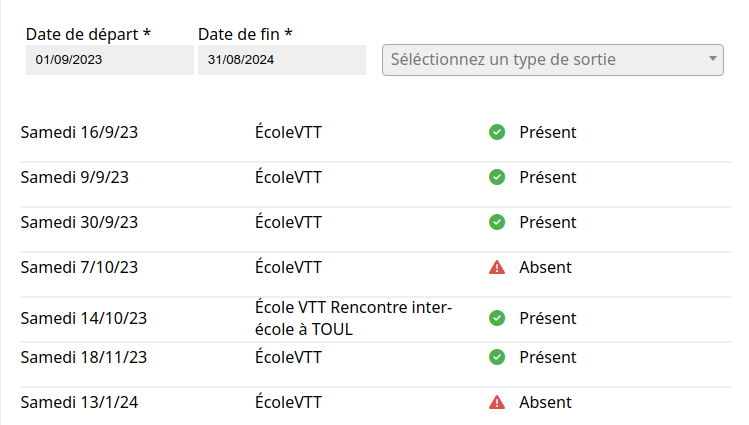 Date de départ * Date de fin *
01/09/2023 31/08/2024 Séléctionnez un type de sortie
Samedi 16/9/23 ÉcoleVTT Présent
Samedi 9/9/23 ÉcoleVTT Présent
Samedi 30/9/23 ÉcoleVTT Présent
Samedi 7/10/23 ÉcoleVTT Absent
Samedi 14/10/23 École VTT Rencontre inter-
école à TOUL Présent
Samedi 18/11/23 ÉcoleVTT Présent
Samedi 13/1/24 ÉcoleVTT Absent